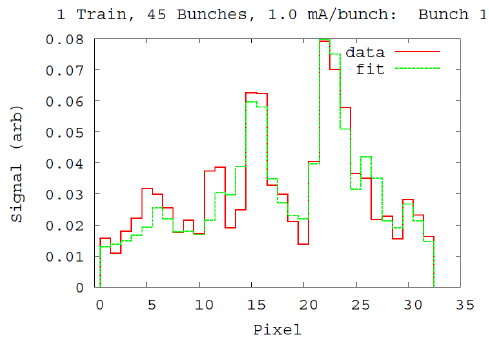 1 Train, 45 Bunches, 1.0 mA/bunch: Bunch 1
0.08
0.07
0.06
0.05
0.04
0.03
0.02
0.01
0
Signal (arb)
data
fit
0 5 10 15 20 25 30 35
Pixel